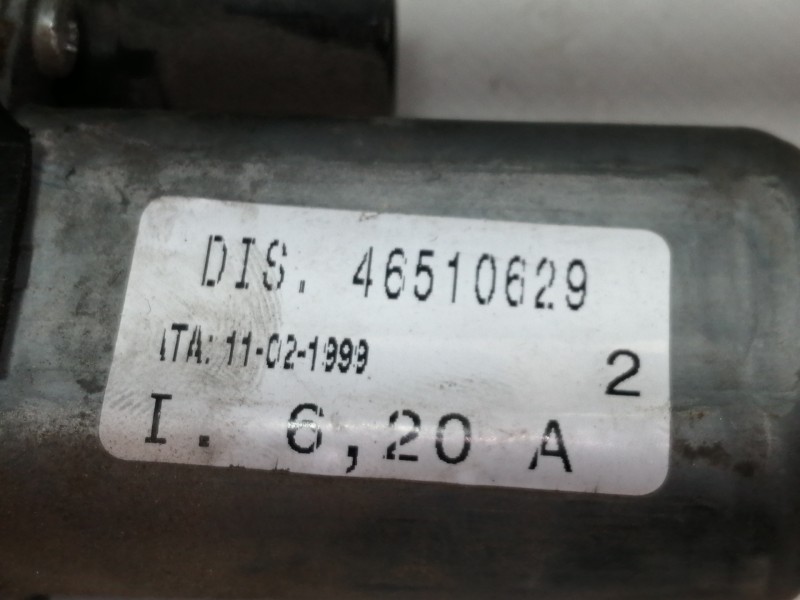 DIS. 46510629
ITA: 11-02-1999
2
I. 6,20 A